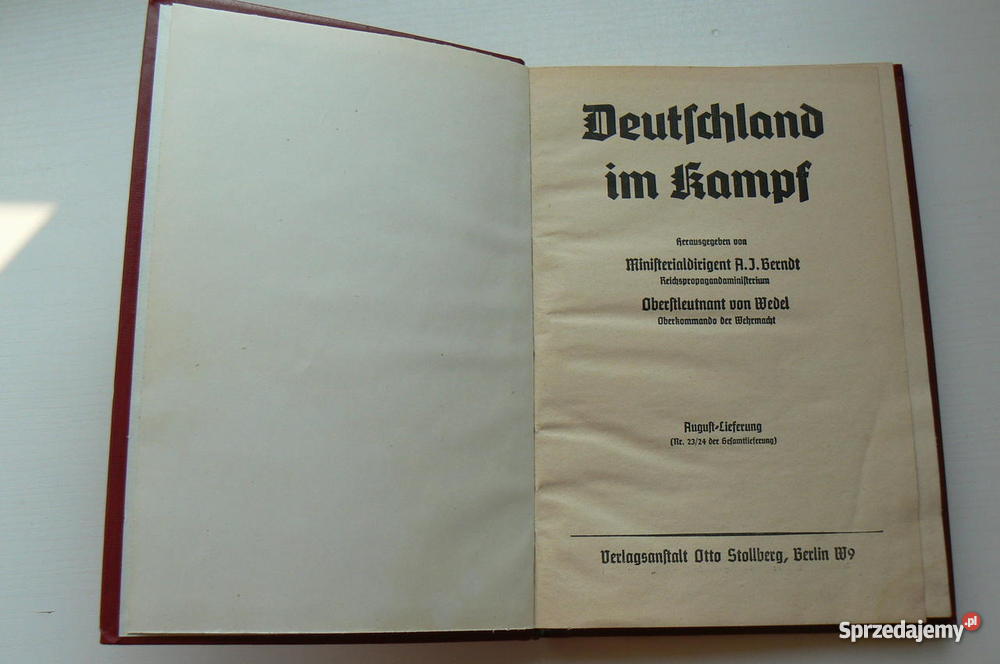 Deutſchland
im Kampf
Herausgegeben von
Miniſterialdirigent A. J. Berndt
Reichspropagandaminiſterium
Oberſtleutnant von Wedel
Oberkommando der Wehrmacht
Auguſt-Lieferung
(Nr. 23/24 der Geſamtlieferung)
Verlagsanſtalt Otto Stollberg, Berlin W9
Sprzedajemy.pl